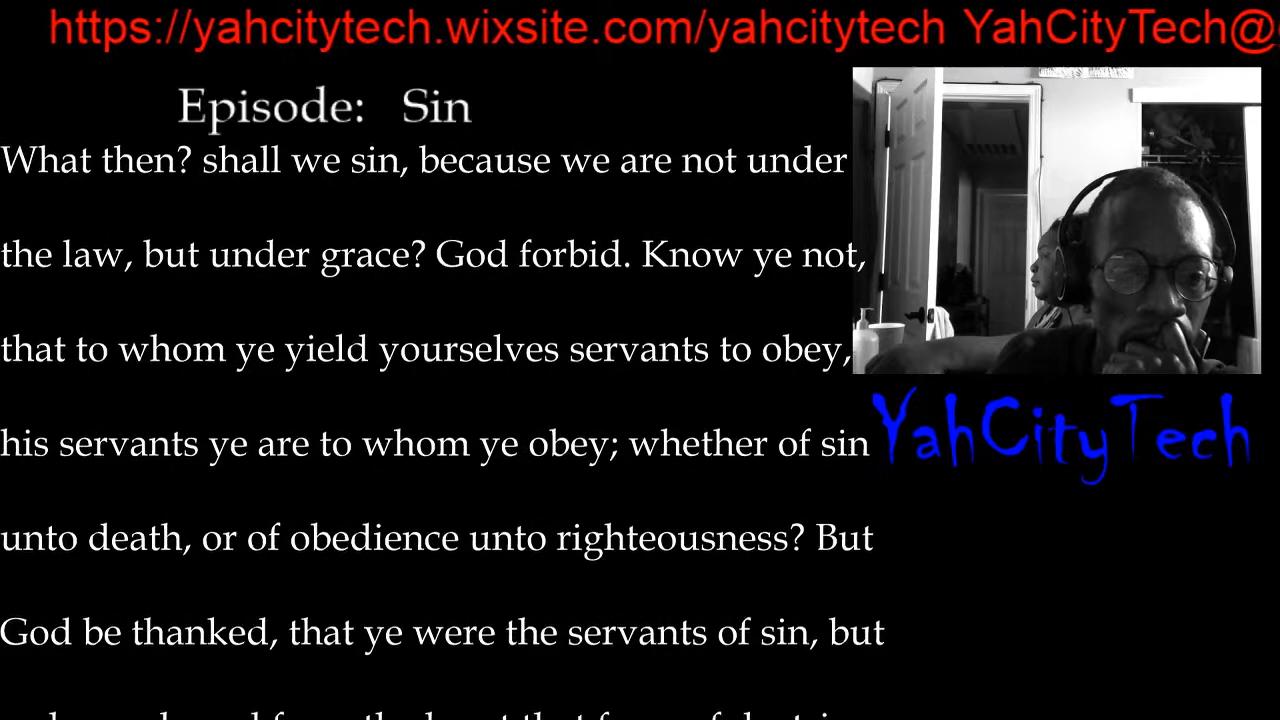 https://yahcitytech.wixsite.com/yahcitytech YahCityTech@
Episode: Sin
What then? shall we sin, because we are not under
the law, but under grace? God forbid. Know ye not,
that to whom ye yield yourselves servants to obey,
his servants ye are to whom ye obey; whether of sin
YahCityTech
unto death, or of obedience unto righteousness? But
God be thanked, that ye were the servants of sin, but